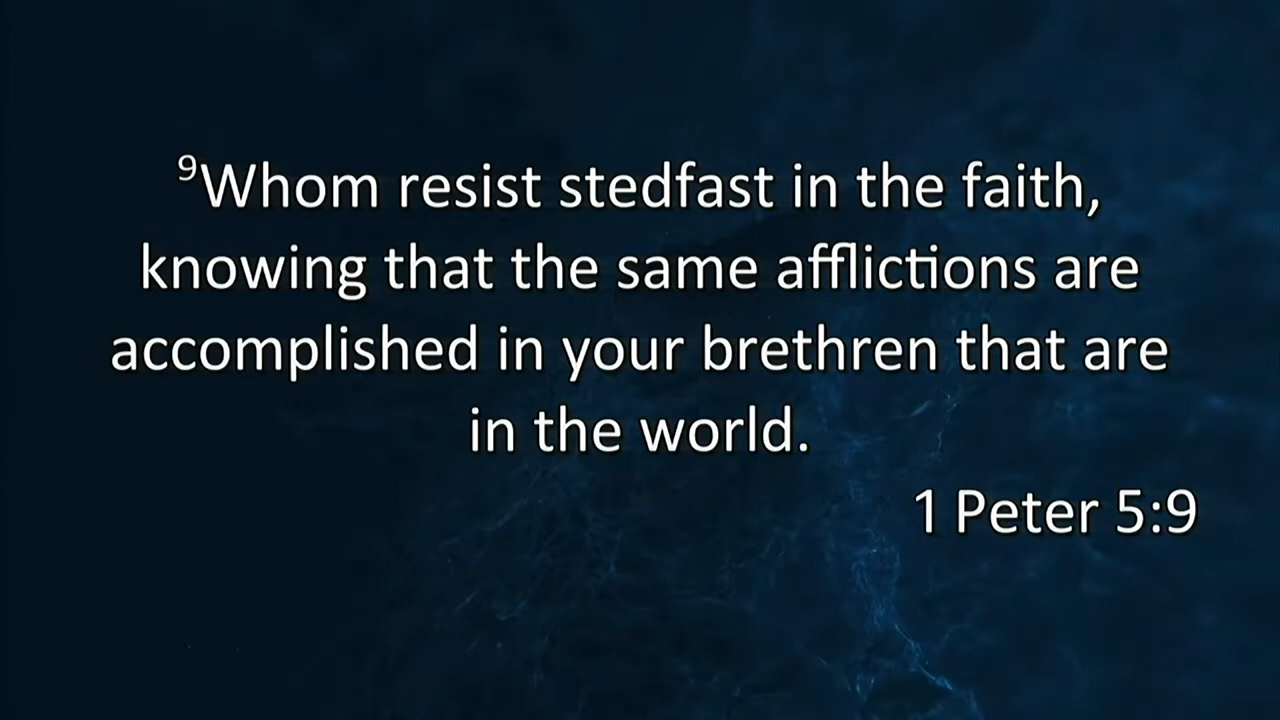 ⁹Whom resist stedfast in the faith,
knowing that the same afflictions are
accomplished in your brethren that are
in the world.
1 Peter 5:9